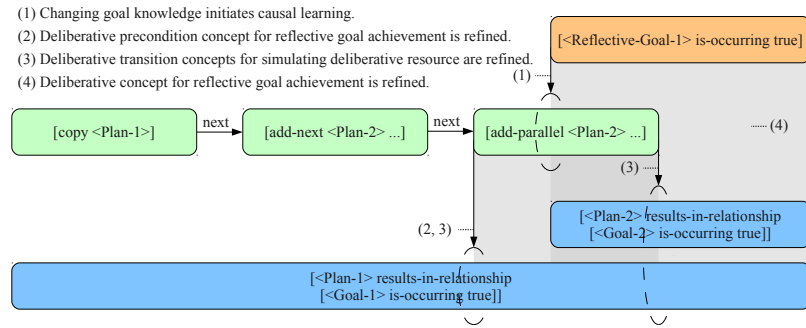 (1) Changing goal knowledge initiates causal learning.
(2) Deliberative precondition concept for reflective goal achievement is refined.
(3) Deliberative transition concepts for simulating deliberative resource are refined.
(4) Deliberative concept for reflective goal achievement is refined.
[<Reflective-Goal-1> is-occurring true]
(1)
[copy <Plan-1>]
next
[add-next <Plan-2> ...]
next
[add-parallel <Plan-2> ...]
(4)
(3)
[<Plan-2> results-in-relationship
[<Goal-2> is-occurring true]]
(2, 3)
[<Plan-1> results-in-relationship
[<Goal-1> is-occurring true]]